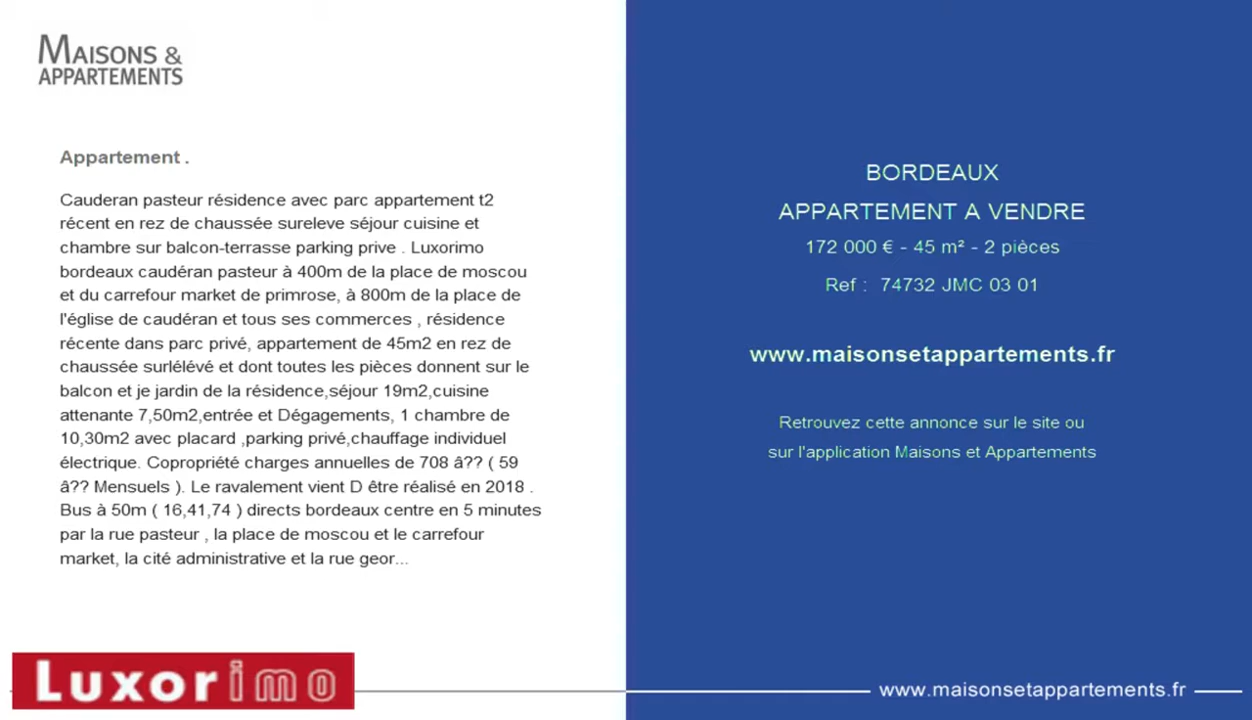 MAISONS &
APPARTEMENTS
Appartement .
Cauderan pasteur résidence avec parc appartement t2
récent en rez de chaussée sureleve séjour cuisine et
chambre sur balcon-terrasse parking prive . Luxorimo
bordeaux caudéran pasteur à 400m de la place de moscou
et du carrefour market de primrose, à 800m de la place de
l'église de caudéran et tous ses commerces , résidence
récente dans parc privé, appartement de 45m2 en rez de
chaussée surlélévé et dont toutes les pièces donnent sur le
balcon et je jardin de la résidence,séjour 19m2,cuisine
attenante 7,50m2,entrée et Dégagements, 1 chambre de
10,30m2 avec placard ,parking privé,chauffage individuel
électrique. Copropriété charges annuelles de 708 â?? ( 59
â?? Mensuels ). Le ravalement vient D être réalisé en 2018 .
Bus à 50m ( 16,41,74 ) directs bordeaux centre en 5 minutes
par la rue pasteur , la place de moscou et le carrefour
market, la cité administrative et la rue geor...
Luxorimo
BORDEAUX
APPARTEMENT A VENDRE
172 000 € - 45 m² - 2 pièces
Ref : 74732 JMC 03 01
www.maisonsetappartements.fr
Retrouvez cette annonce sur le site ou
sur l'application Maisons et Appartements
www.maisonsetappartements.fr